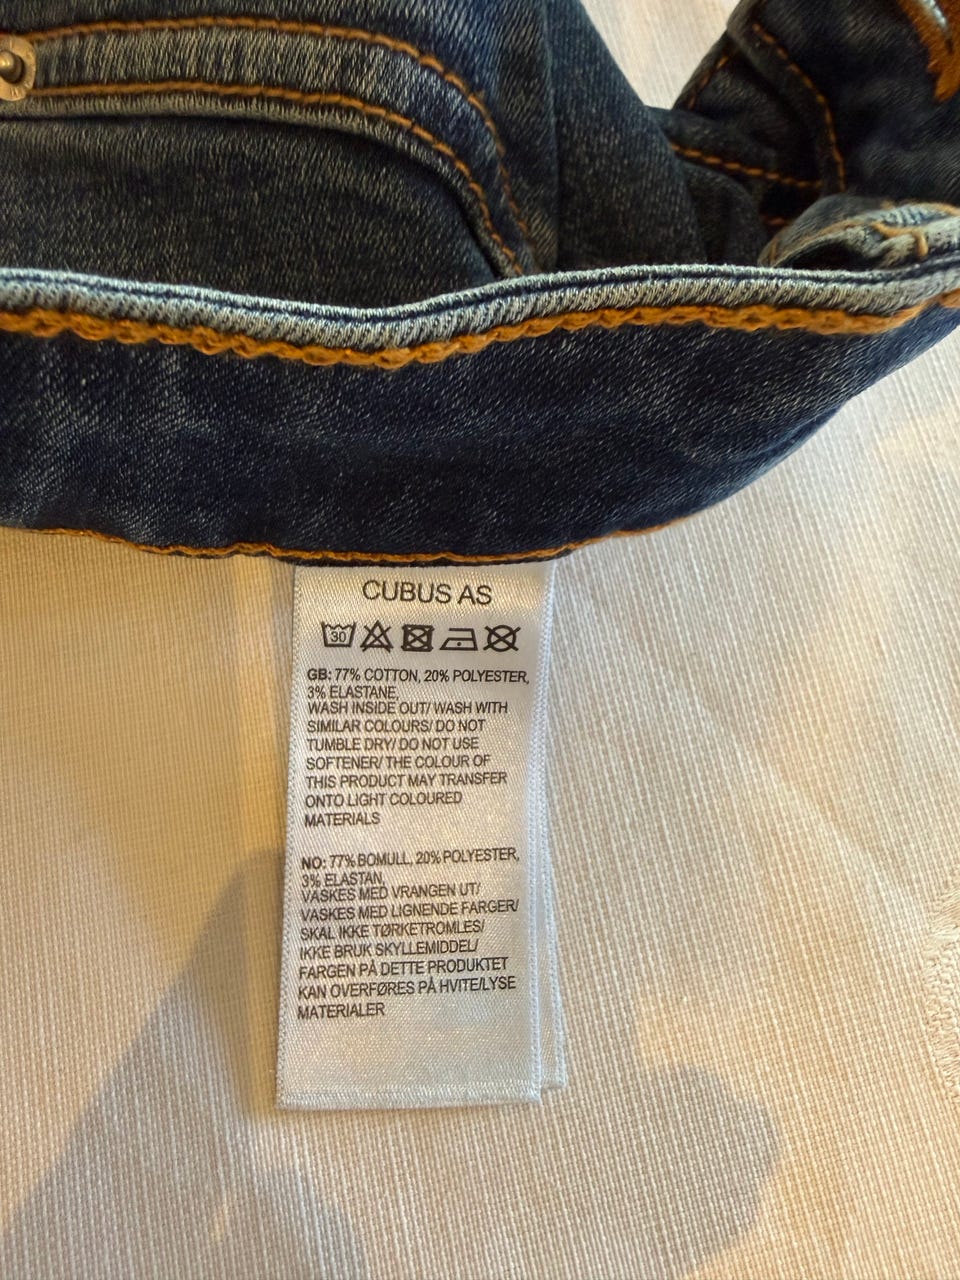 CUBUS AS
30
GB: 77% COTTON, 20% POLYESTER,
3% ELASTANE,
WASH INSIDE OUT/ WASH WITH
SIMILAR COLOURS/ DO NOT
TUMBLE DRY/ DO NOT USE
SOFTENER/ THE COLOUR OF
THIS PRODUCT MAY TRANSFER
ONTO LIGHT COLOURED
MATERIALS
NO: 77% BOMULL, 20% POLYESTER,
3% ELASTAN,
VASKES MED VRANGEN UT/
VASKES MED LIGNENDE FARGER/
SKAL IKKE TØRKETROMLES/
IKKE BRUK SKYLLEMIDDEL/
FARGEN PÅ DETTE PRODUKTET
KAN OVERFØRES PÅ HVITE/LYSE
MATERIALER